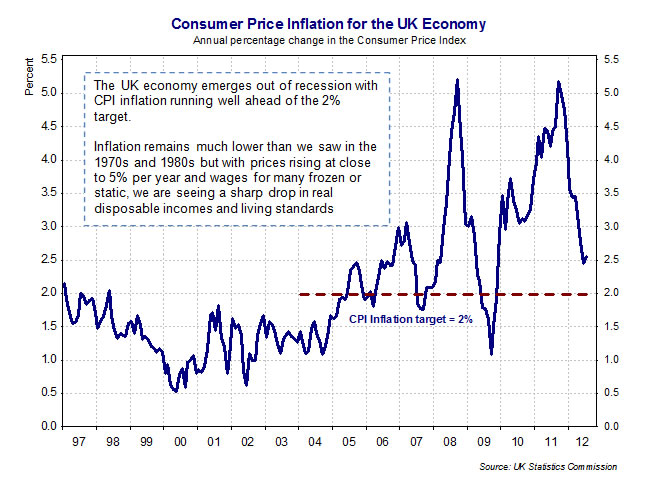 Consumer Price Inflation for the UK Economy
Annual percentage change in the Consumer Price Index
Percent
5.5
5.0
4.5
4.0
3.5
3.0
2.5
2.0
1.5
1.0
0.5
0.0
The UK economy emerges out of recession with
CPI inflation running well ahead of the 2%
target.
Inflation remains much lower than we saw in the
1970s and 1980s but with prices rising at close
to 5% per year and wages for many frozen or
static, we are seeing a sharp drop in real
disposable incomes and living standards
CPI Inflation target = 2%
5.5
5.0
4.5
4.0
3.5
3.0
2.5
2.0
1.5
1.0
0.5
0.0
97 98 99 00 01 02 03 04 05 06 07 08 09 10 11 12
Source: UK Statistics Commission